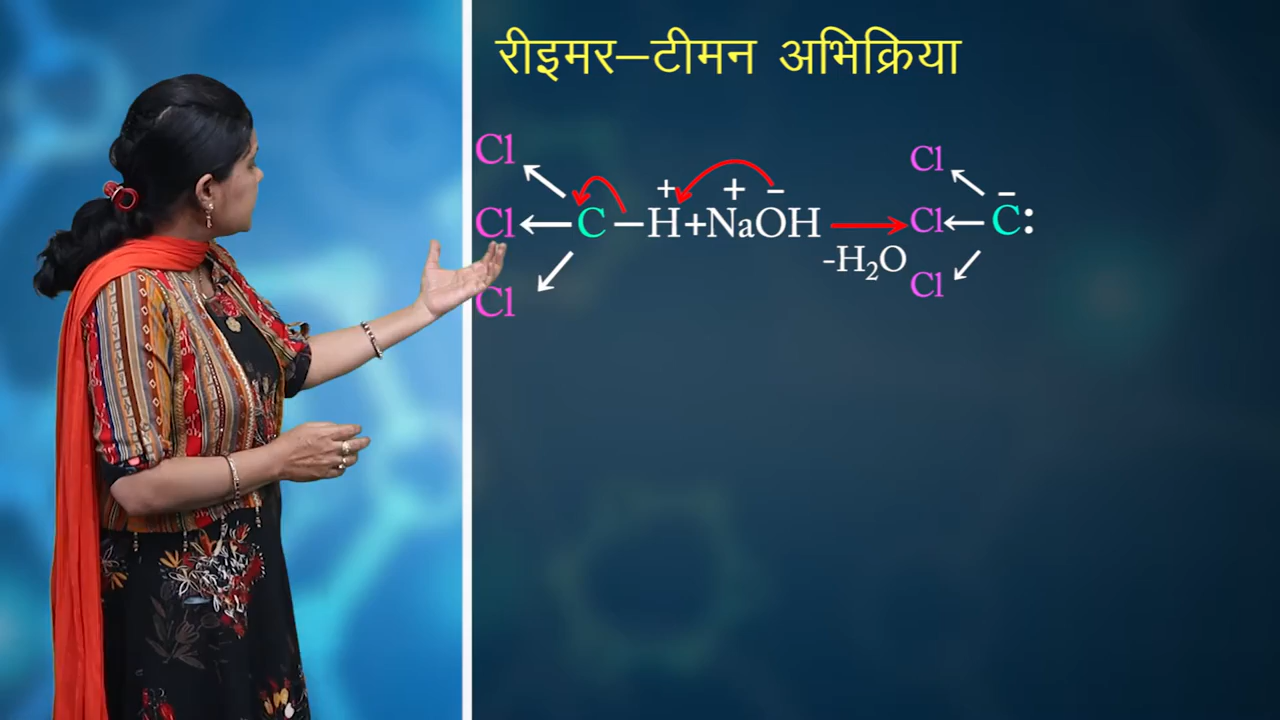 रीइमर–टीमन अभिक्रिया
Cl Cl
+ + – –
Cl C –H+NaOH Cl C:
-H₂O
Cl Cl